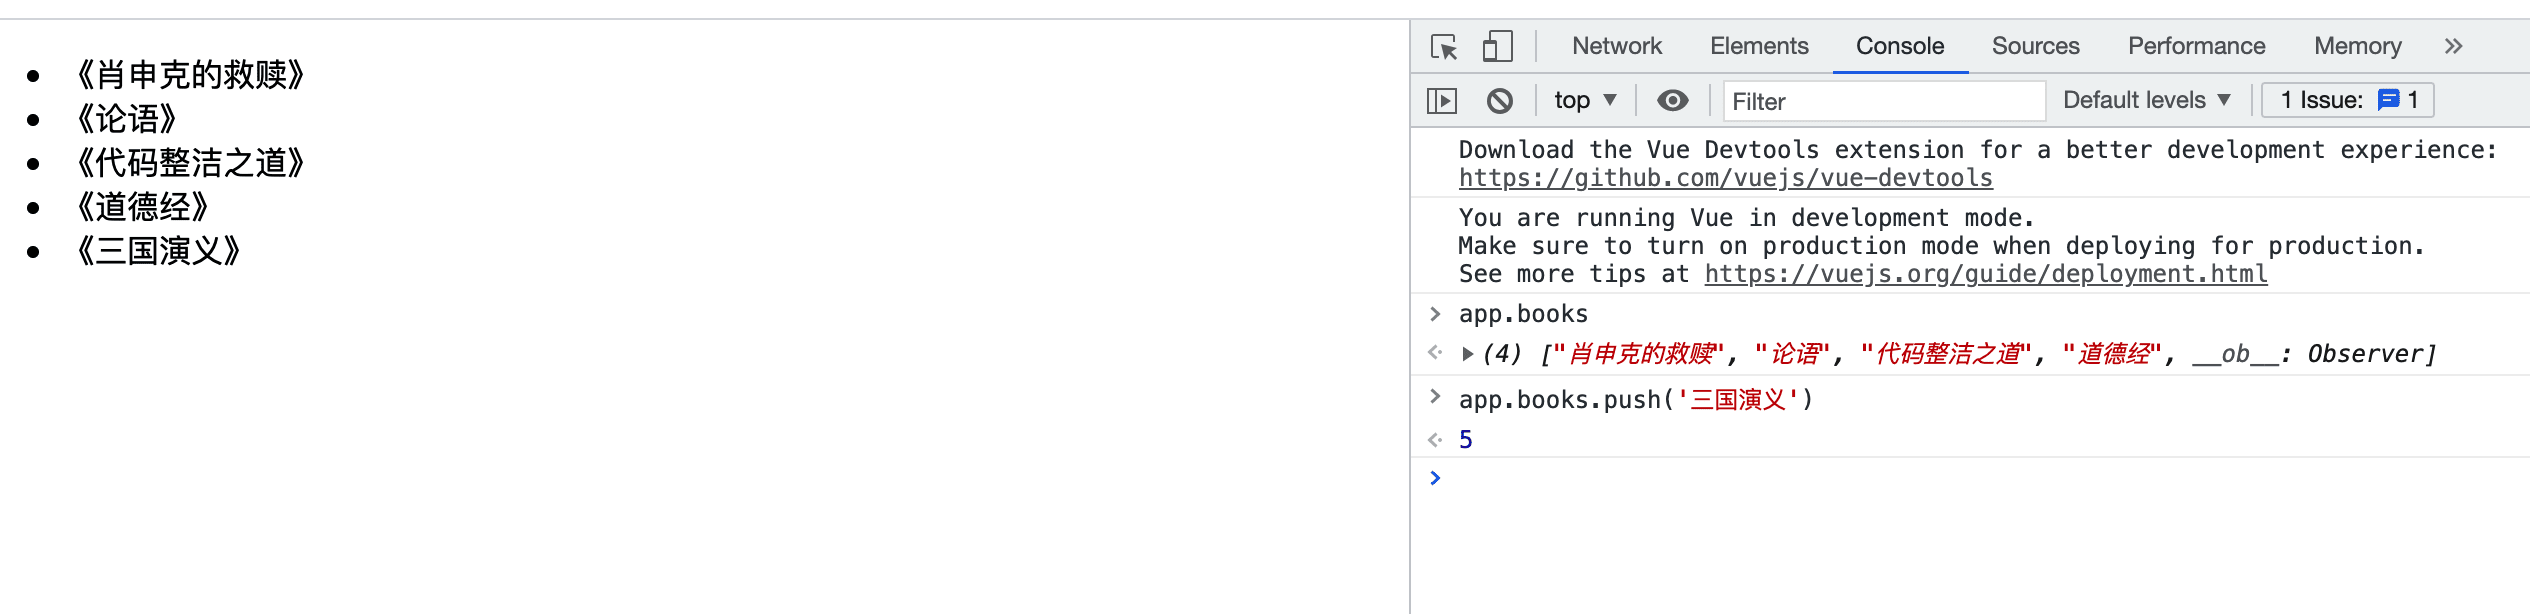 《肖申克的救赎》
《论语》
《代码整洁之道》
《道德经》
《三国演义》
Network Elements Console Sources Performance Memory »
top ▼ Filter Default levels ▼ 1 Issue: 1
Download the Vue Devtools extension for a better development experience:
https://github.com/vuejs/vue-devtools
You are running Vue in development mode.
Make sure to turn on production mode when deploying for production.
See more tips at https://vuejs.org/guide/deployment.html
> app.books
(4) ["肖申克的救赎", "论语", "代码整洁之道", "道德经", __ob__: Observer]
> app.books.push('三国演义')
5
>